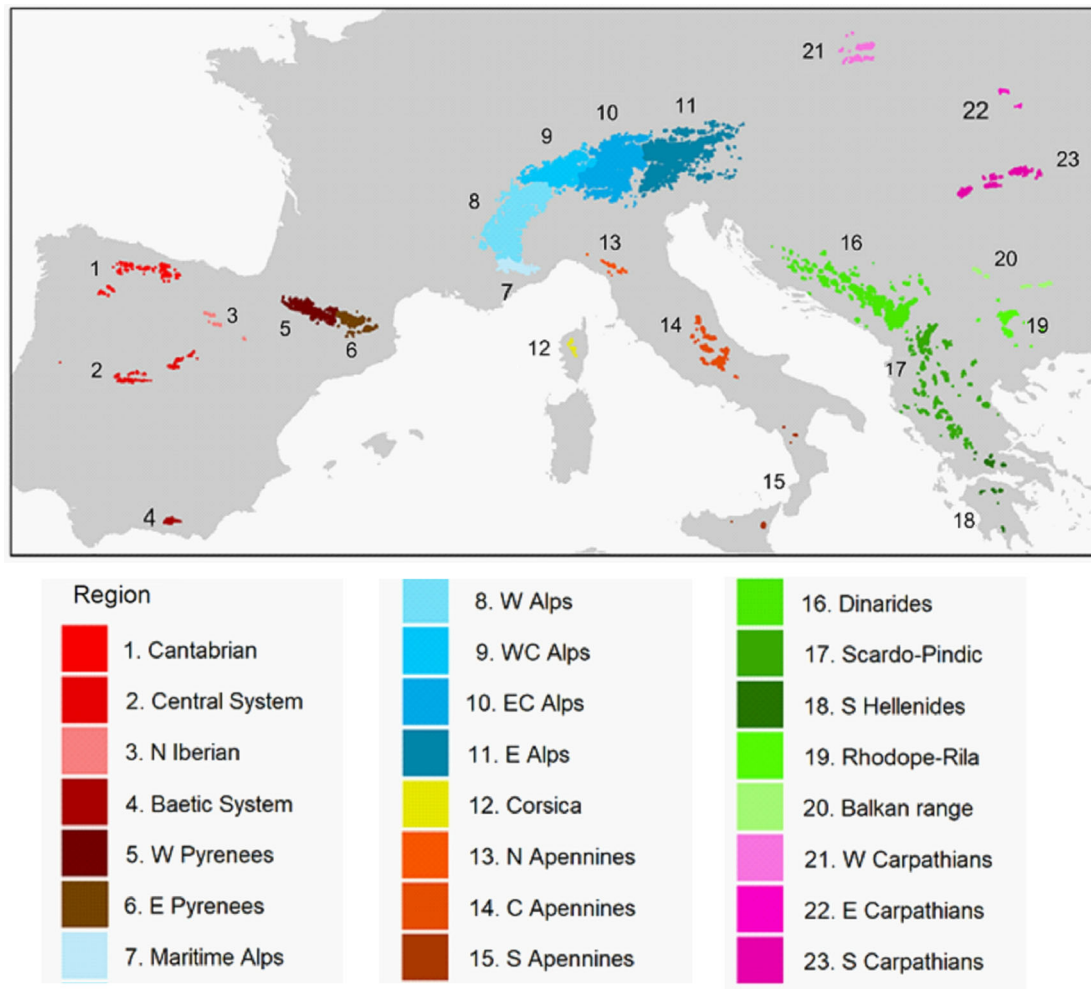 21
22
23
11
10
9
8
7
13
16
20
19
1
3
5
6
2
12
14
17
4
15
18
Region
1. Cantabrian
2. Central System
3. N Iberian
4. Baetic System
5. W Pyrenees
6. E Pyrenees
7. Maritime Alps
8. W Alps
9. WC Alps
10. EC Alps
11. E Alps
12. Corsica
13. N Apennines
14. C Apennines
15. S Apennines
16. Dinarides
17. Scardo-Pindic
18. S Hellenides
19. Rhodope-Rila
20. Balkan range
21. W Carpathians
22. E Carpathians
23. S Carpathians